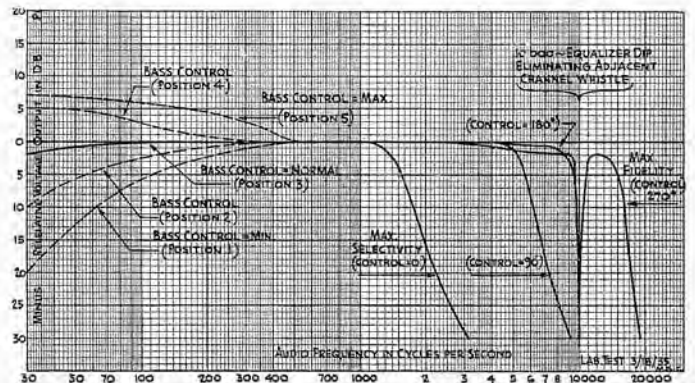 20
15
10
5
0
5
10
15
20
25
30
MINUS RELATIVE VOLTAGE OUTPUT IN D.B. P.
BASS CONTROL
(POSITION 4)
BASS CONTROL = MAX.
(POSITION 5)
EQUALIZER DIP
ELIMINATING ADJACENT
CHANNEL WHISTLE
(CONTROL=180°)
BASS CONTROL = NORMAL
(POSITION 3)
BASS CONTROL
(POSITION 2)
BASS CONTROL = MIN.
(POSITION 1)
MAX.
SELECTIVITY
(CONTROL=0)
(CONTROL=90)
MAX
FIDELITY
(CONTROL
270°
AUDIO FREQUENCY IN CYCLES PER SECOND
LAB. TEST 3/18/35
30 50 70 100 200 300 400 700 1000 2 3 4 5 6 7 8 10000 20000